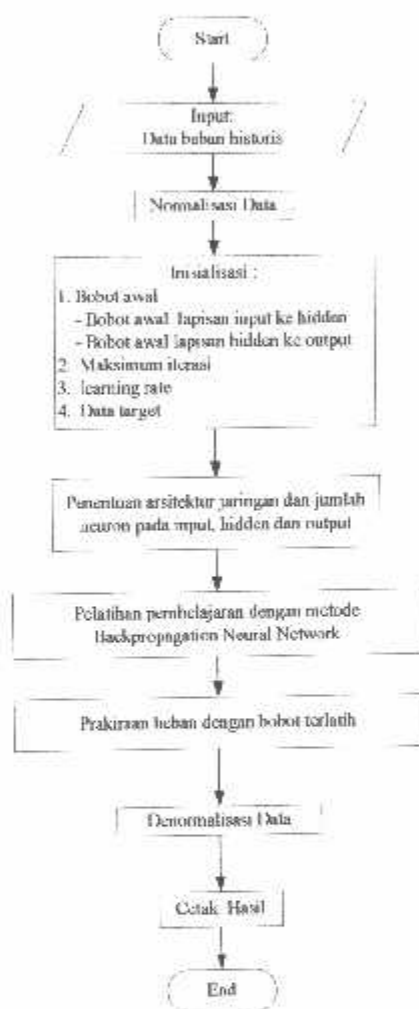 Start
Input:
Data beban historis
Normalisasi Data
Inisialisasi :
1. Bobot awal
- Bobot awal lapisan input ke hidden
- Bobot awal lapisan hidden ke output
2. Maksimum iterasi
3. learning rate
4. Data target
Penentuan arsitektur jaringan dan jumlah
neuron pada input, hidden dan output
Pelatihan pembelajaran dengan metode
Backpropagation Neural Network
Prakiraan beban dengan bobot terlatih
Denormalisasi Data
Cetak Hasil
End